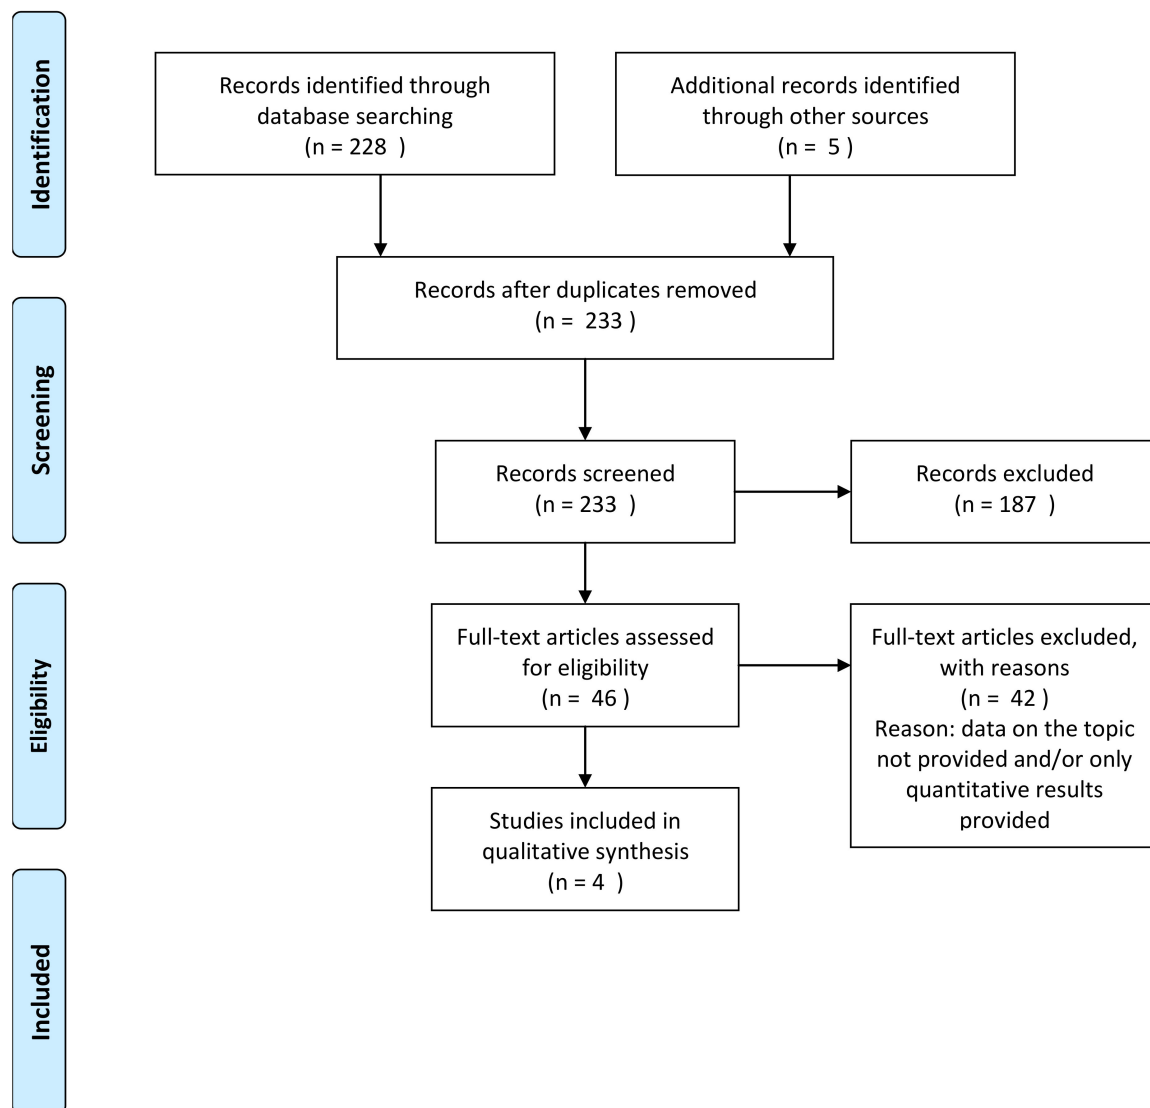 Identification
Records identified through
database searching
(n = 228  )
Additional records identified
through other sources
(n =  5 )
Records after duplicates removed
(n =  233 )
Screening
Records screened
(n = 233  )
Records excluded
(n = 187  )
Eligibility
Full-text articles assessed
for eligibility
(n =  46 )
Full-text articles excluded,
with reasons
(n =  42 )
Reason: data on the topic
not provided and/or only
quantitative results
provided
Studies included in
qualitative synthesis
(n = 4  )
Included